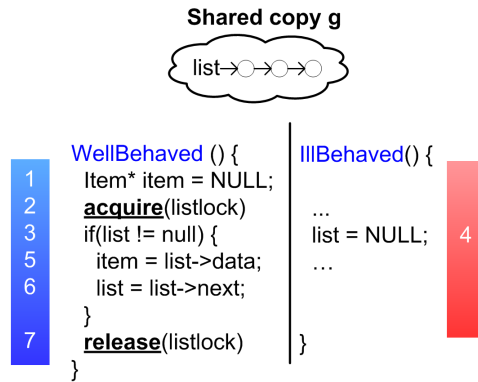 Shared copy g
list
WellBehaved () {
1 Item* item = NULL;
2 acquire(listlock)
3 if(list != null) {
5 item = list->data;
6 list = list->next;
}
7 release(listlock)
}
IllBehaved() {
...
list = NULL; 4
...
}